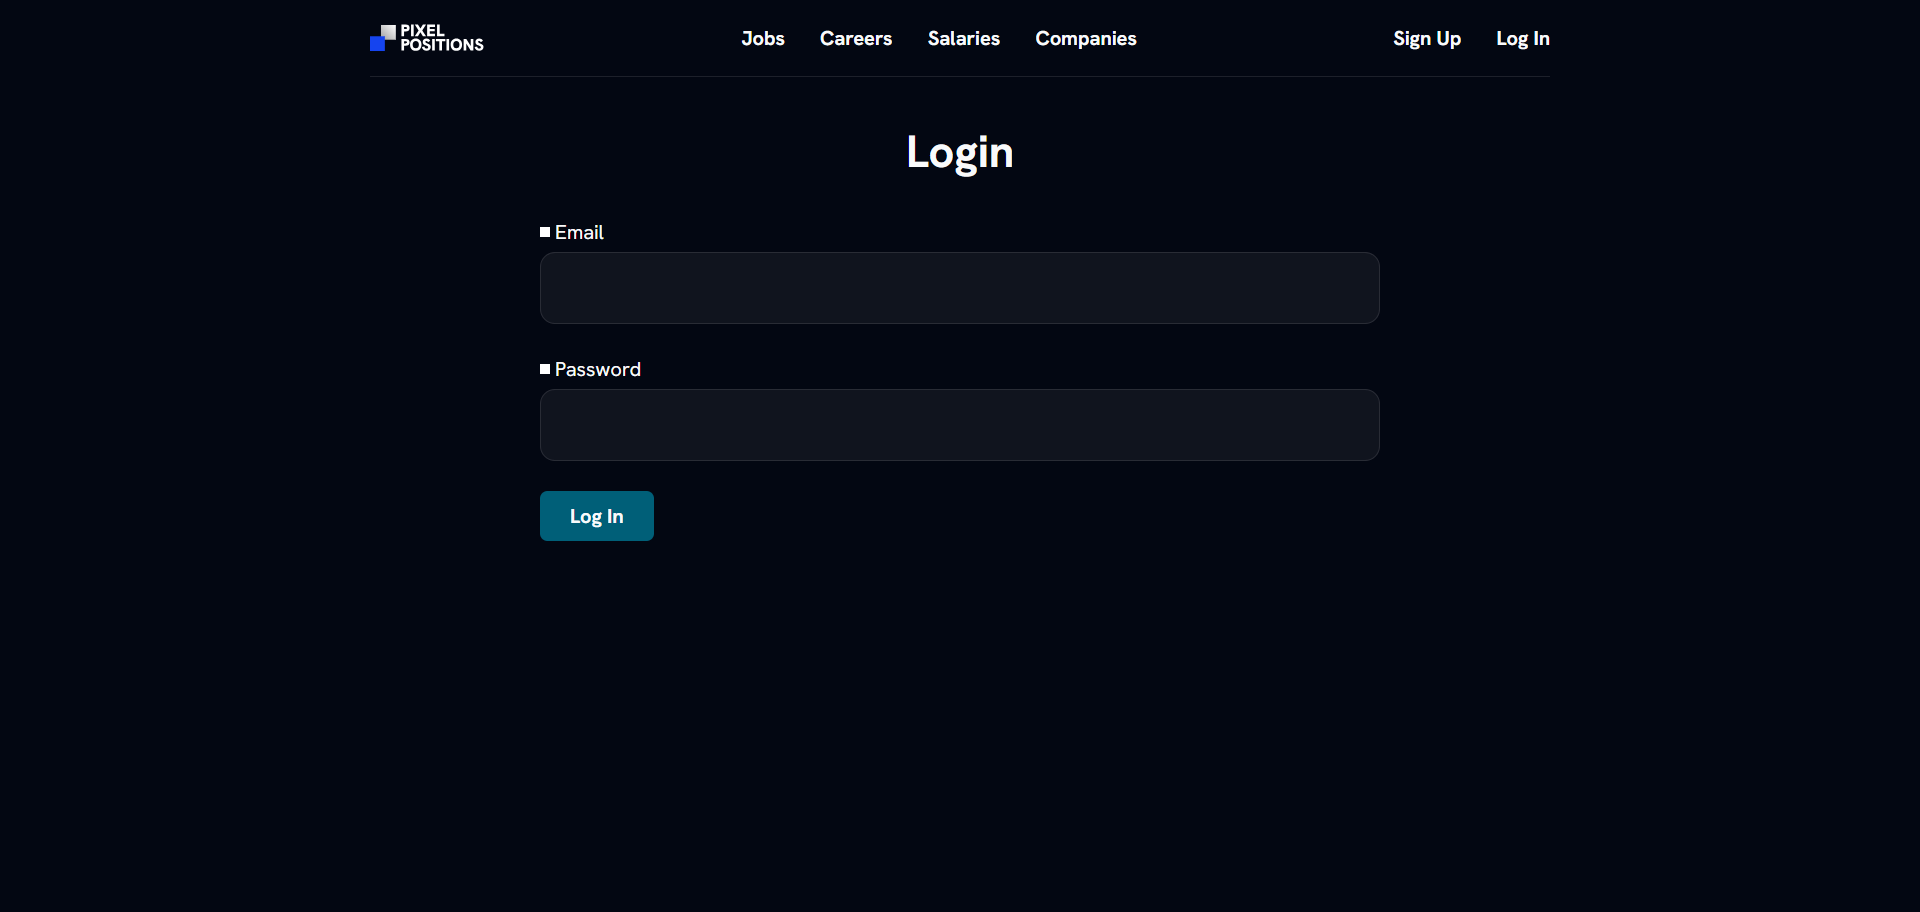 PIXEL
POSITIONS
Jobs Careers Salaries Companies
Sign Up Log In
Login
Email
Password
Log In